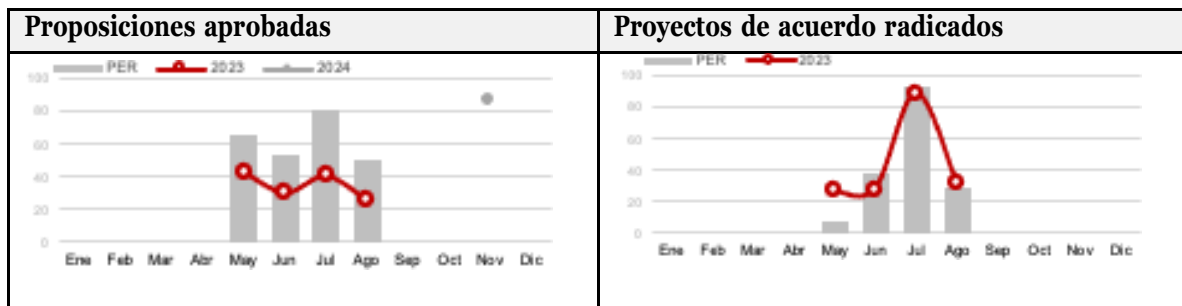 Proposiciones aprobadas
PER 2023 2024
100
80
60
40
20
0
Ene Feb Mar Abr May Jun Jul Ago Sep Oct Nov Dic
Proyectos de acuerdo radicados
PER 2023
100
80
60
40
20
0
Ene Feb Mar Abr May Jun Jul Ago Sep Oct Nov Dic